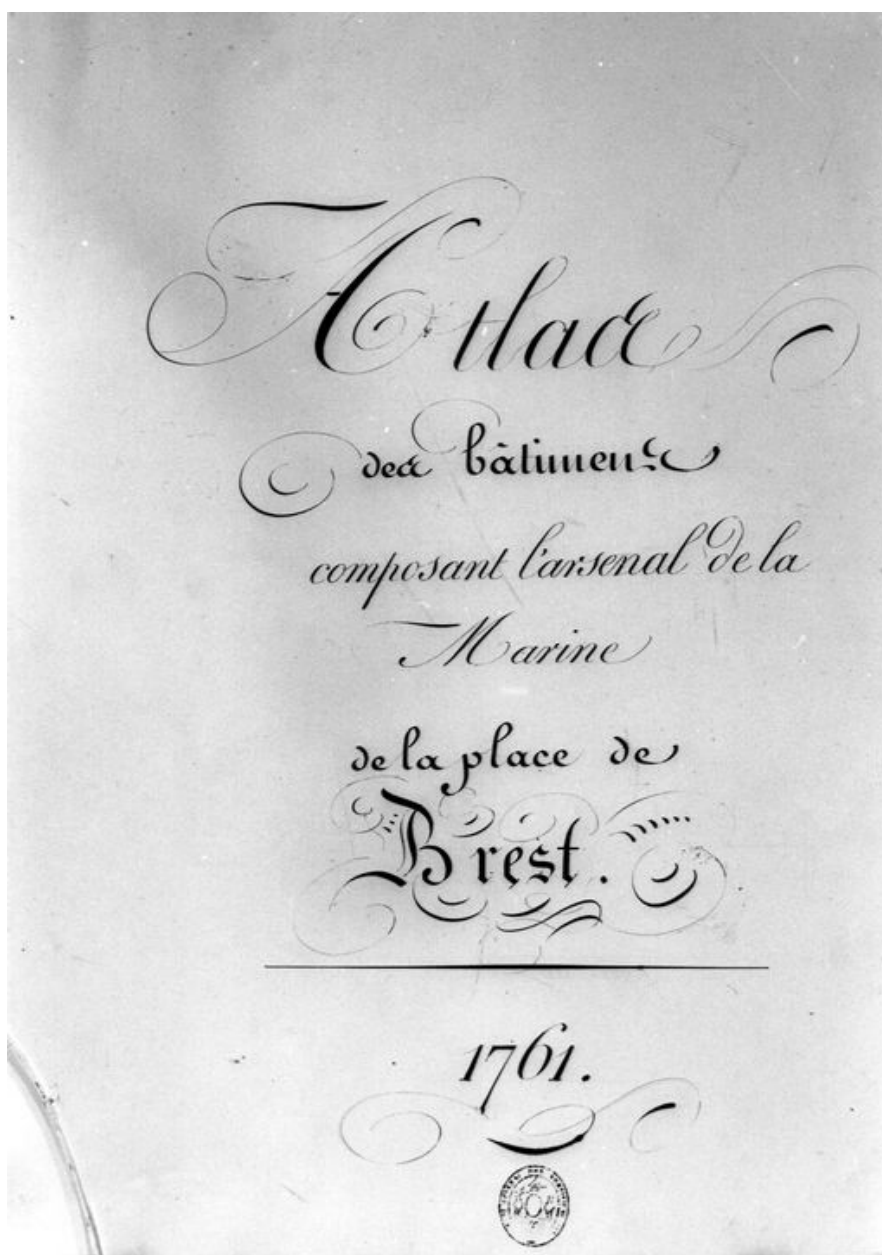 Atlas
des bâtimens
composant l'arsenal de la
Marine
de la place de
Brest.
1761.